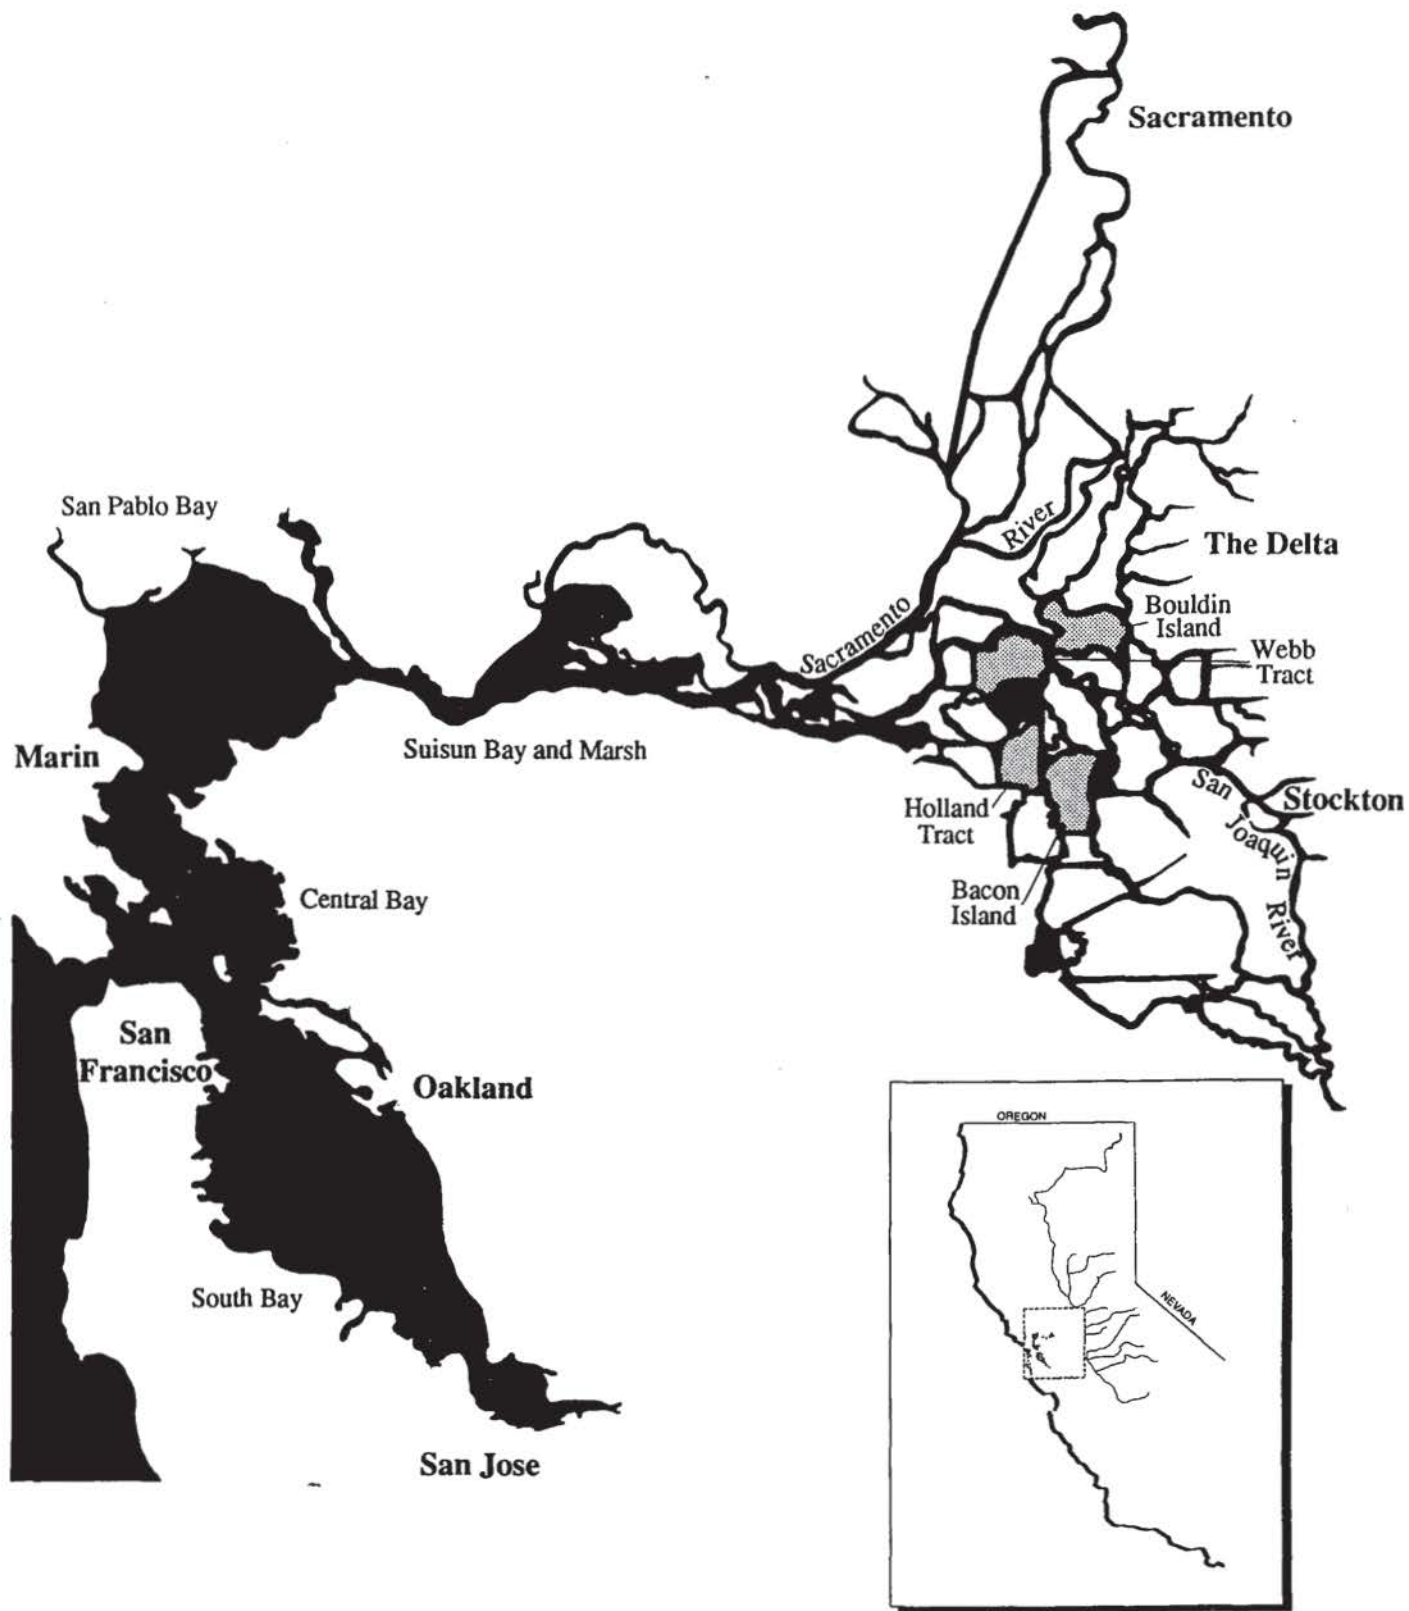 Sacramento
San Pablo Bay
River
The Delta
Bouldin
Island
Sacramento
Webb
Tract
Suisun Bay and Marsh
Marin
San
Joaquin
River
Stockton
Holland
Tract
Bacon
Island
Central Bay
San
Francisco
Oakland
South Bay
San Jose
OREGON
NEVADA